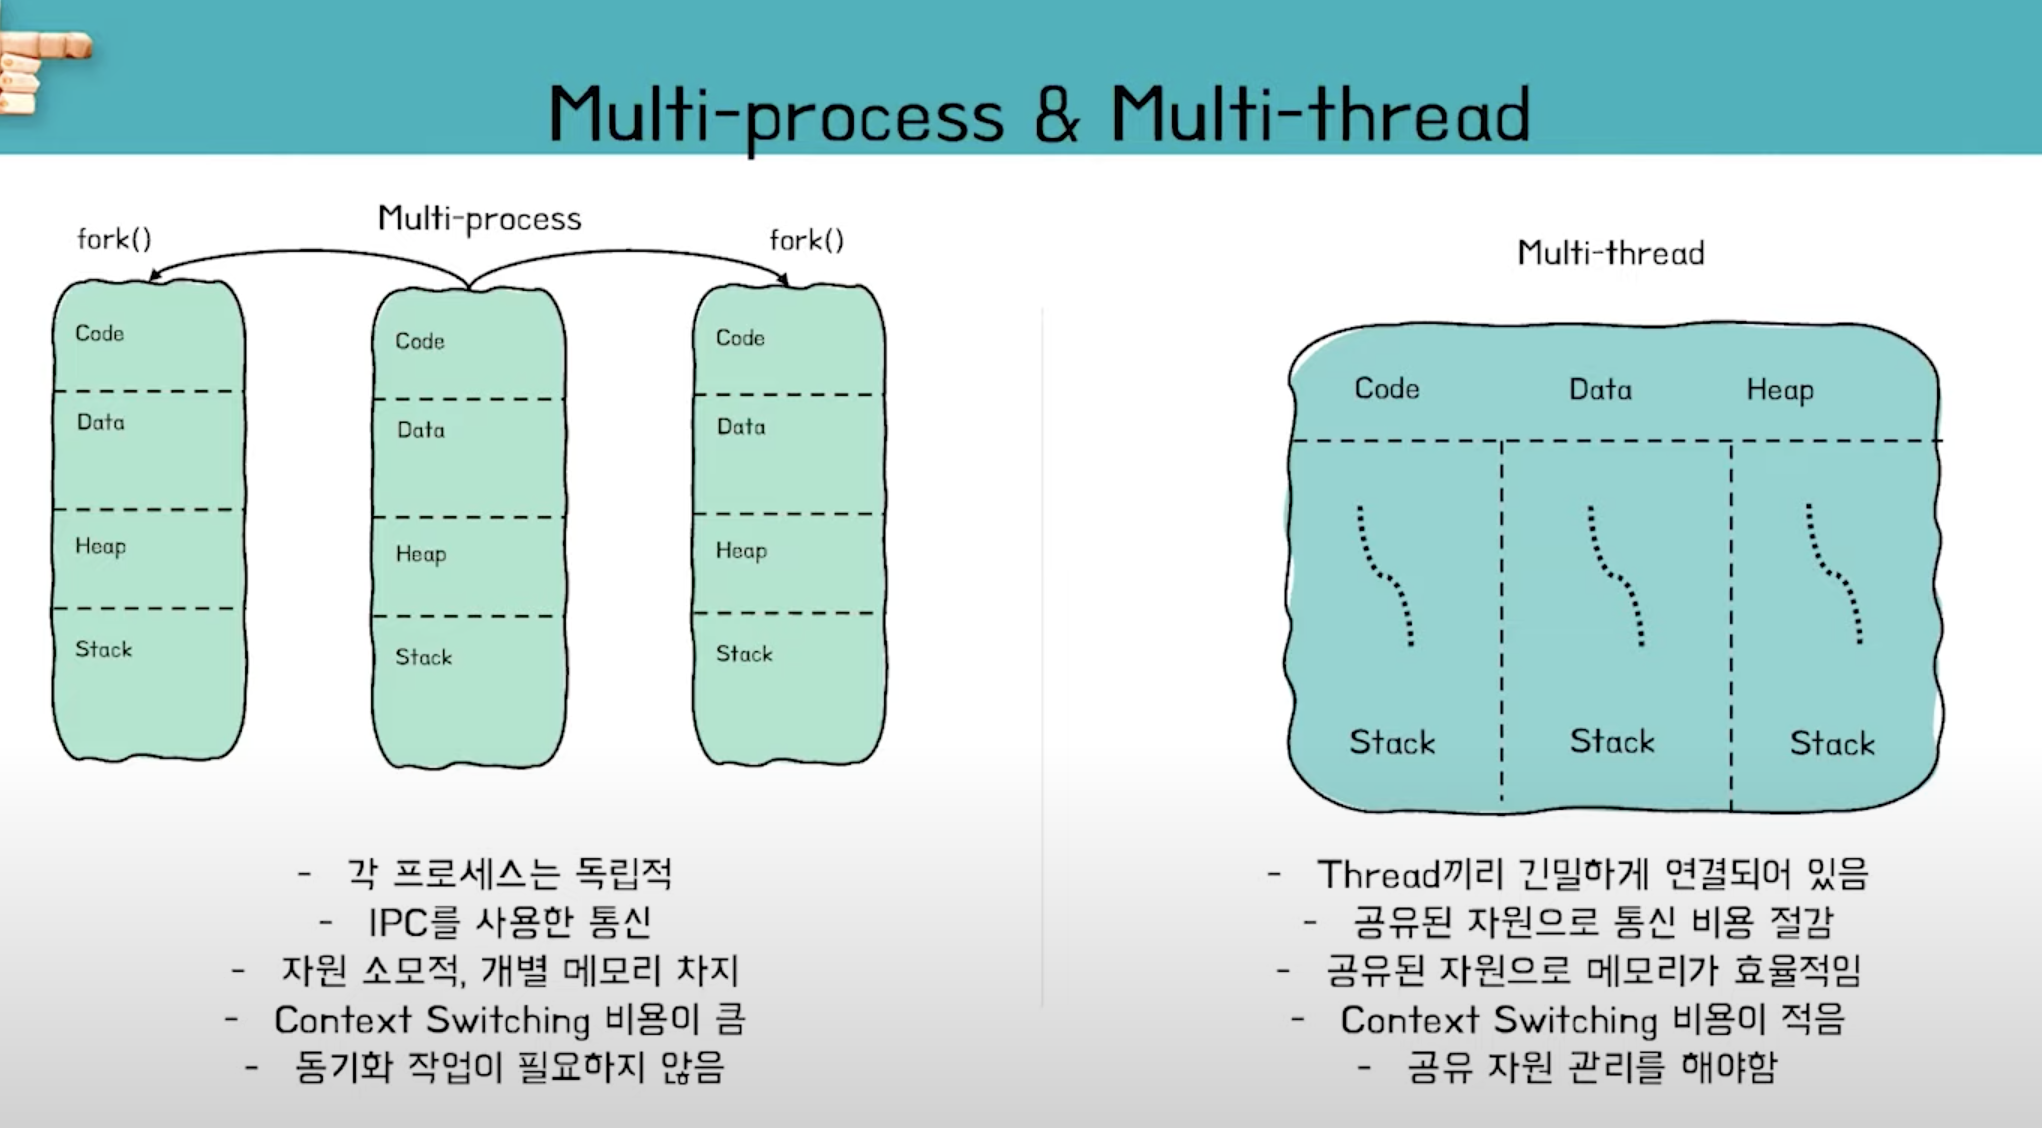 Multi-process & Multi-thread
Multi-process
fork()
fork()
Code
Data
Heap
Stack
Code
Data
Heap
Stack
Code
Data
Heap
Stack
- 각 프로세스는 독립적
- IPC를 사용한 통신
- 자원 소모적, 개별 메모리 차지
- Context Switching 비용이 큼
- 동기화 작업이 필요하지 않음
Multi-thread
Code Data Heap
Stack Stack Stack
- Thread끼리 긴밀하게 연결되어 있음
- 공유된 자원으로 통신 비용 절감
- 공유된 자원으로 메모리가 효율적임
- Context Switching 비용이 적음
- 공유 자원 관리를 해야함